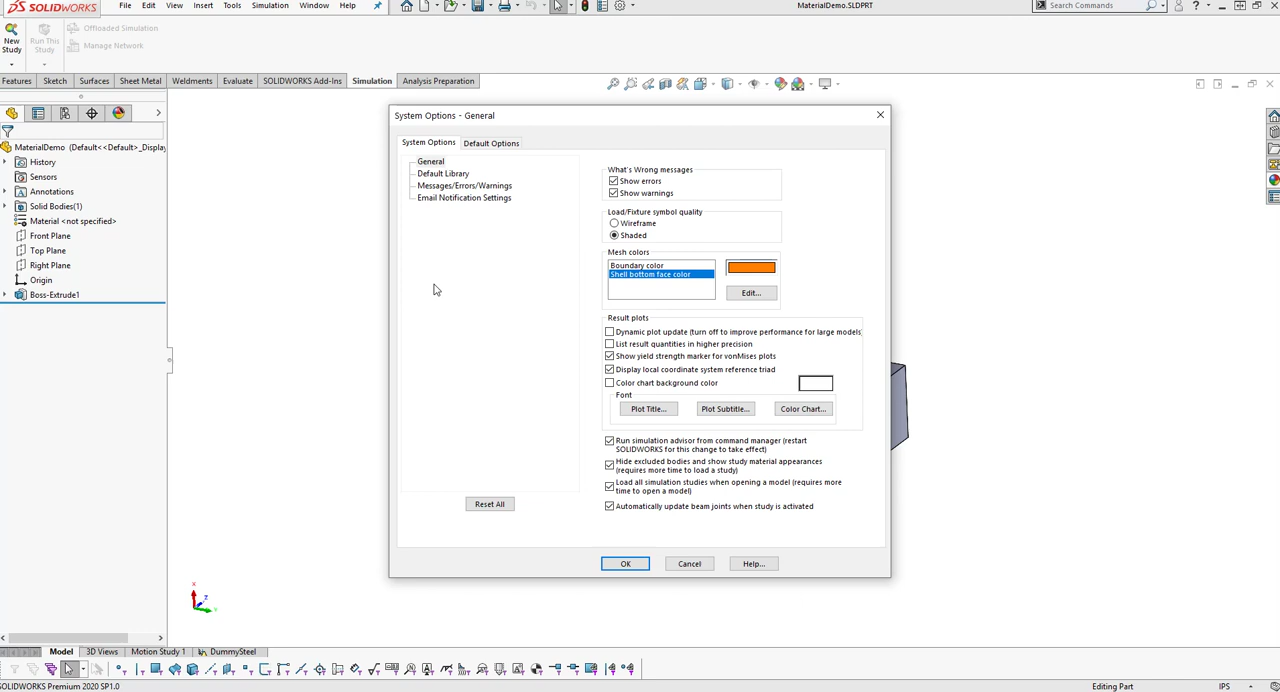 SOLIDWORKS File Edit View Insert Tools Simulation Window Help MaterialDemo.SLDPRT Search Commands
New Study
Run This Study
Offloaded Simulation
Manage Network
Features Sketch Surfaces Sheet Metal Weldments Evaluate SOLIDWORKS Add-Ins Simulation Analysis Preparation
MaterialDemo (Default<<Default>_Display
History
Sensors
Annotations
Solid Bodies(1)
Material <not specified>
Front Plane
Top Plane
Right Plane
Origin
Boss-Extrude1
System Options - General
System Options Default Options
General
Default Library
Messages/Errors/Warnings
Email Notification Settings
Reset All
What's Wrong messages
Show errors
Show warnings
Load/Fixture symbol quality
Wireframe
Shaded
Mesh colors
Boundary color
Shell bottom face color
Edit...
Result plots
Dynamic plot update (turn off to improve performance for large models)
List result quantities in higher precision
Show yield strength marker for vonMises plots
Display local coordinate system reference triad
Color chart background color
Font
Plot Title... Plot Subtitle... Color Chart...
Run simulation advisor from command manager (restart
SOLIDWORKS for this change to take effect)
Hide excluded bodies and show study material appearances
(requires more time to load a study)
Load all simulation studies when opening a model (requires more
time to open a model)
Automatically update beam joints when study is activated
OK Cancel Help...
Model 3D Views Motion Study 1 DummySteel
SOLIDWORKS Premium 2020 SP1.0 Editing Part IPS